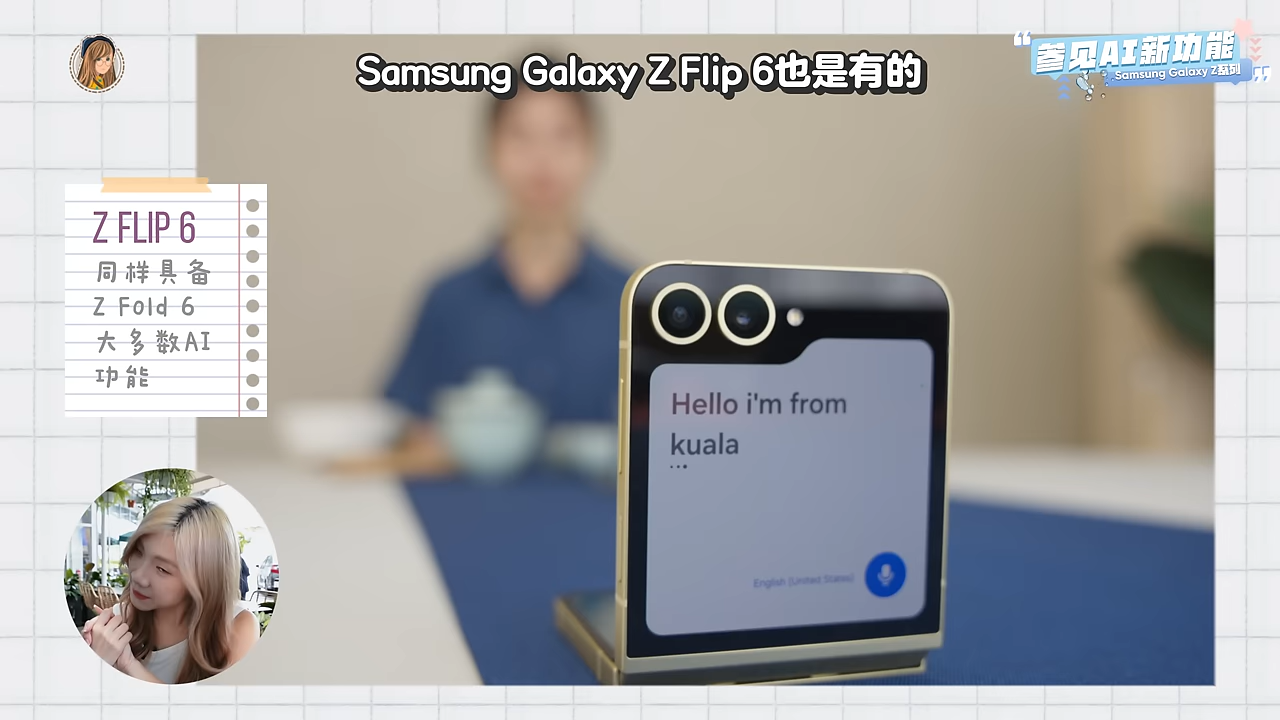 Samsung Galaxy Z Flip 6也是有的
参见AI新功能
Samsung Galaxy Z系列
Z FLIP 6
同样具备
Z Fold 6
大多数AI
功能
Hello i'm from
kuala
...
English (United States)